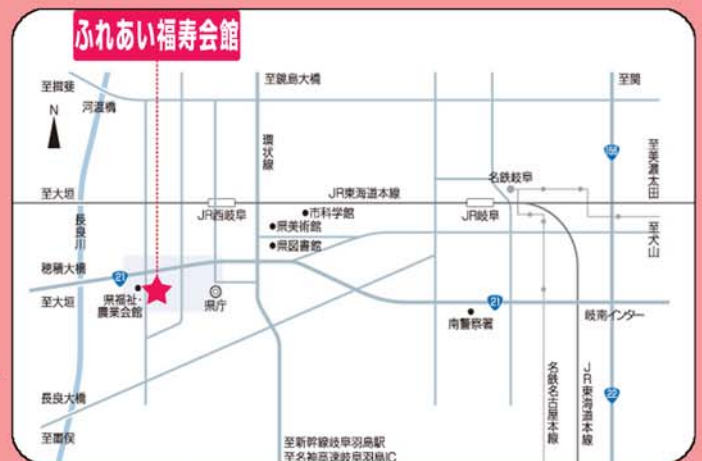 ふれあい福寿会館
至揖斐
河渡橋
N
至鏡島大橋
至関
環状線
156
至美濃太田
名鉄岐阜
至大垣
JR東海道本線
JR西岐阜
●市科学館
●県美術館
●県図書館
JR岐阜
至犬山
長良川
穂積大橋
21
至大垣
県福祉・
農業会館
県庁
南警察署
21
岐南インター
長良大橋
至墨俣
名鉄名古屋本線
JR東海道本線
22
至新幹線岐阜羽島駅
至名神高速岐阜羽島IC